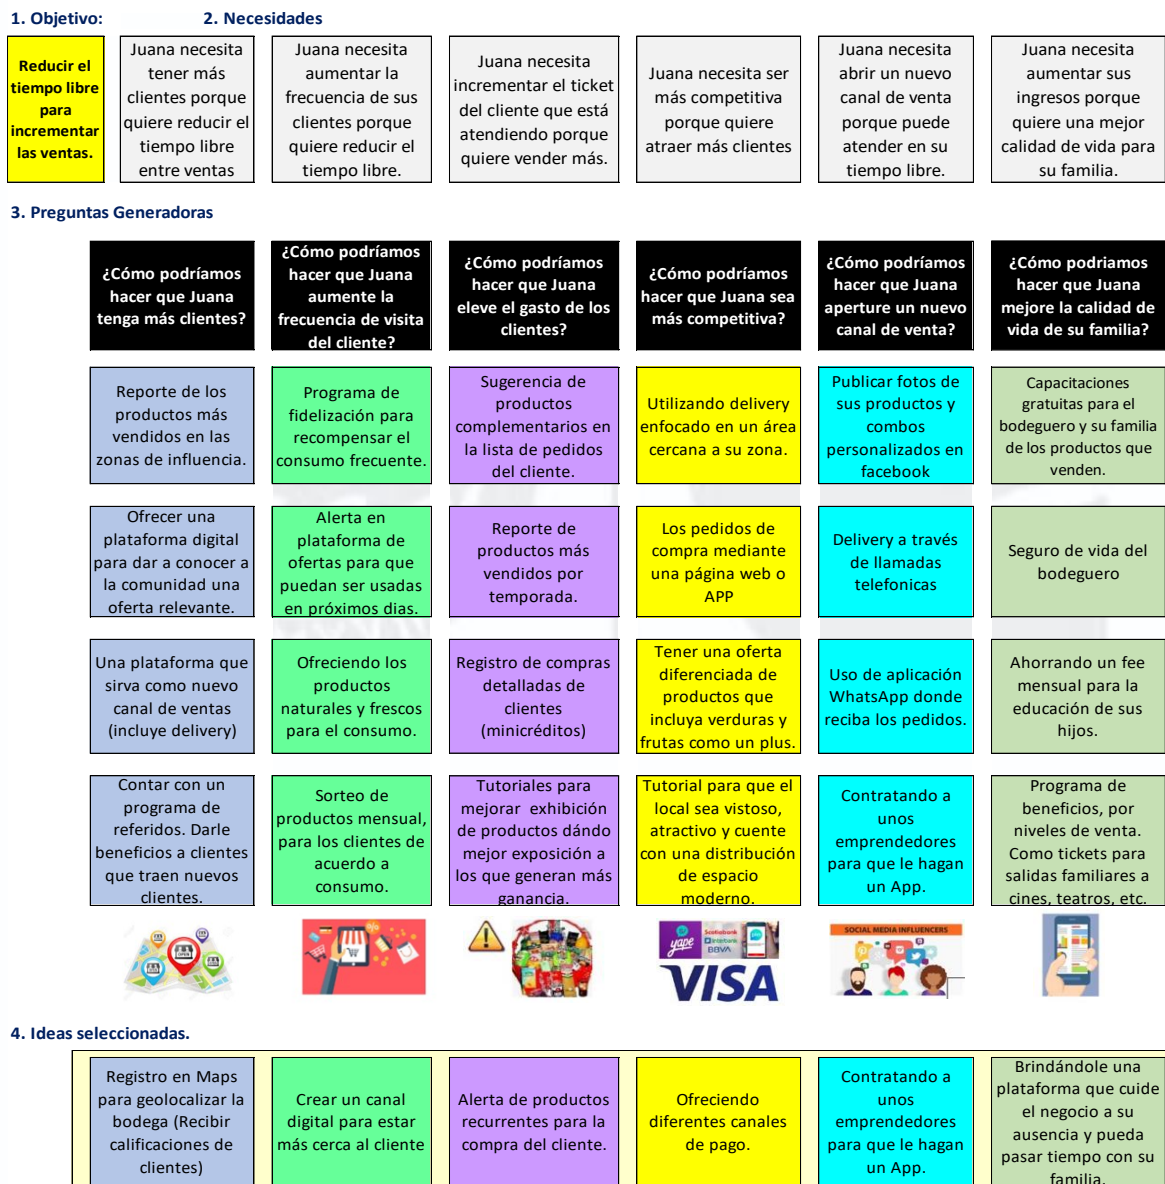 1. Objetivo:
2. Necesidades
Reducir el
tiempo libre
para
incrementar
las ventas.
Juana necesita
tener más
clientes porque
quiere reducir el
tiempo libre
entre ventas
Juana necesita
aumentar la
frecuencia de sus
clientes porque
quiere reducir el
tiempo libre.
Juana necesita
incrementar el ticket
del cliente que está
atendiendo porque
quiere vender más.
Juana necesita ser
más competitiva
porque quiere
atraer más clientes
Juana necesita
abrir un nuevo
canal de venta
porque puede
atender en su
tiempo libre.
Juana necesita
aumentar sus
ingresos porque
quiere una mejor
calidad de vida para
su familia.
3. Preguntas Generadoras
¿Cómo podríamos
hacer que Juana
tenga más clientes?
¿Cómo podríamos
hacer que Juana
aumente la
frecuencia de visita
del cliente?
¿Cómo podríamos
hacer que Juana
eleve el gasto de los
clientes?
¿Cómo podríamos
hacer que Juana sea
más competitiva?
¿Cómo podríamos
hacer que Juana
aperture un nuevo
canal de venta?
¿Cómo podriamos
hacer que Juana
mejore la calidad de
vida de su familia?
Reporte de los
productos más
vendidos en las
zonas de influencia.
Programa de
fidelización para
recompensar el
consumo frecuente.
Sugerencia de
productos
complementarios en
la lista de pedidos
del cliente.
Utilizando delivery
enfocado en un área
cercana a su zona.
Publicar fotos de
sus productos y
combos
personalizados en
facebook
Capacitaciones
gratuitas para el
bodeguero y su familia
de los productos que
venden.
Ofrecer una
plataforma digital
para dar a conocer a
la comunidad una
oferta relevante.
Alerta en
plataforma de
ofertas para que
puedan ser usadas
en próximos dias.
Reporte de
productos más
vendidos por
temporada.
Los pedidos de
compra mediante
una página web o
APP
Delivery a través
de llamadas
telefonicas
Seguro de vida del
bodeguero
Una plataforma que
sirva como nuevo
canal de ventas
(incluye delivery)
Ofreciendo los
productos
naturales y frescos
para el consumo.
Registro de compras
detalladas de
clientes
(minicréditos)
Tener una oferta
diferenciada de
productos que
incluya verduras y
frutas como un plus.
Uso de aplicación
WhatsApp donde
reciba los pedidos.
Ahorrando un fee
mensual para la
educación de sus
hijos.
Contar con un
programa de
referidos. Darle
beneficios a clientes
que traen nuevos
clientes.
Sorteo de
productos mensual,
para los clientes de
acuerdo a
consumo.
Tutoriales para
mejorar exhibición
de productos dándo
mejor exposición a
los que generan más
ganancia.
Tutorial para que el
local sea vistoso,
atractivo y cuente
con una distribución
de espacio
moderno.
Contratando a
unos
emprendedores
para que le hagan
un App.
Programa de
beneficios, por
niveles de venta.
Como tickets para
salidas familiares a
cines, teatros, etc.
OPEN
yape
Scotiabank
Interbank
BBVA
VISA
SOCIAL MEDIA INFLUENCERS
4. Ideas seleccionadas.
Registro en Maps
para geolocalizar la
bodega (Recibir
calificaciones de
clientes)
Crear un canal
digital para estar
más cerca al cliente
Alerta de productos
recurrentes para la
compra del cliente.
Ofreciendo
diferentes canales
de pago.
Contratando a
unos
emprendedores
para que le hagan
un App.
Brindándole una
plataforma que cuide
el negocio a su
ausencia y pueda
pasar tiempo con su
familia.